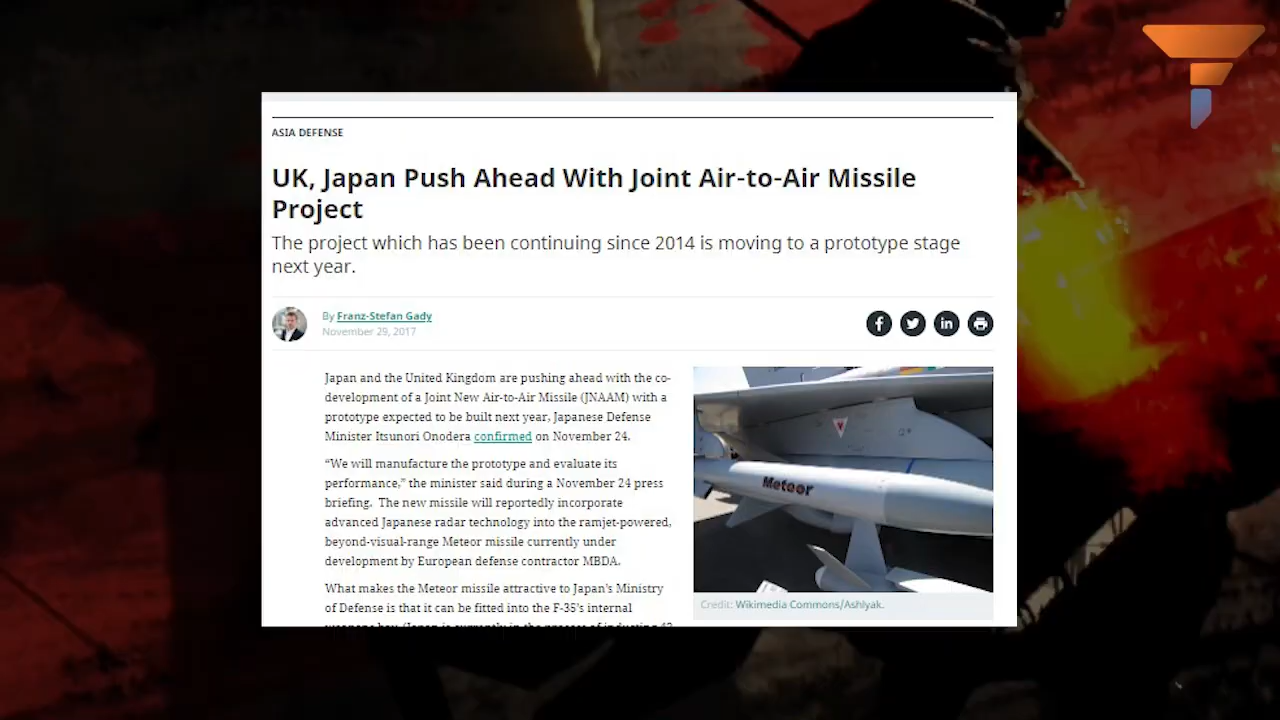 ASIA DEFENSE
UK, Japan Push Ahead With Joint Air-to-Air Missile
Project
The project which has been continuing since 2014 is moving to a prototype stage
next year.
By Franz-Stefan Gady
November 29, 2017
Japan and the United Kingdom are pushing ahead with the co-
development of a Joint New Air-to-Air Missile (JNAAM) with a
prototype expected to be built next year, Japanese Defense
Minister Itsunori Onodera confirmed on November 24.
“We will manufacture the prototype and evaluate its
performance,” the minister said during a November 24 press
briefing. The new missile will reportedly incorporate
advanced Japanese radar technology into the ramjet-powered,
beyond-visual-range Meteor missile currently under
development by European defense contractor MBDA.
What makes the Meteor missile attractive to Japan's Ministry
of Defense is that it can be fitted into the F-35's internal
Meteor
Credit: Wikimedia Commons/Ashlyak.